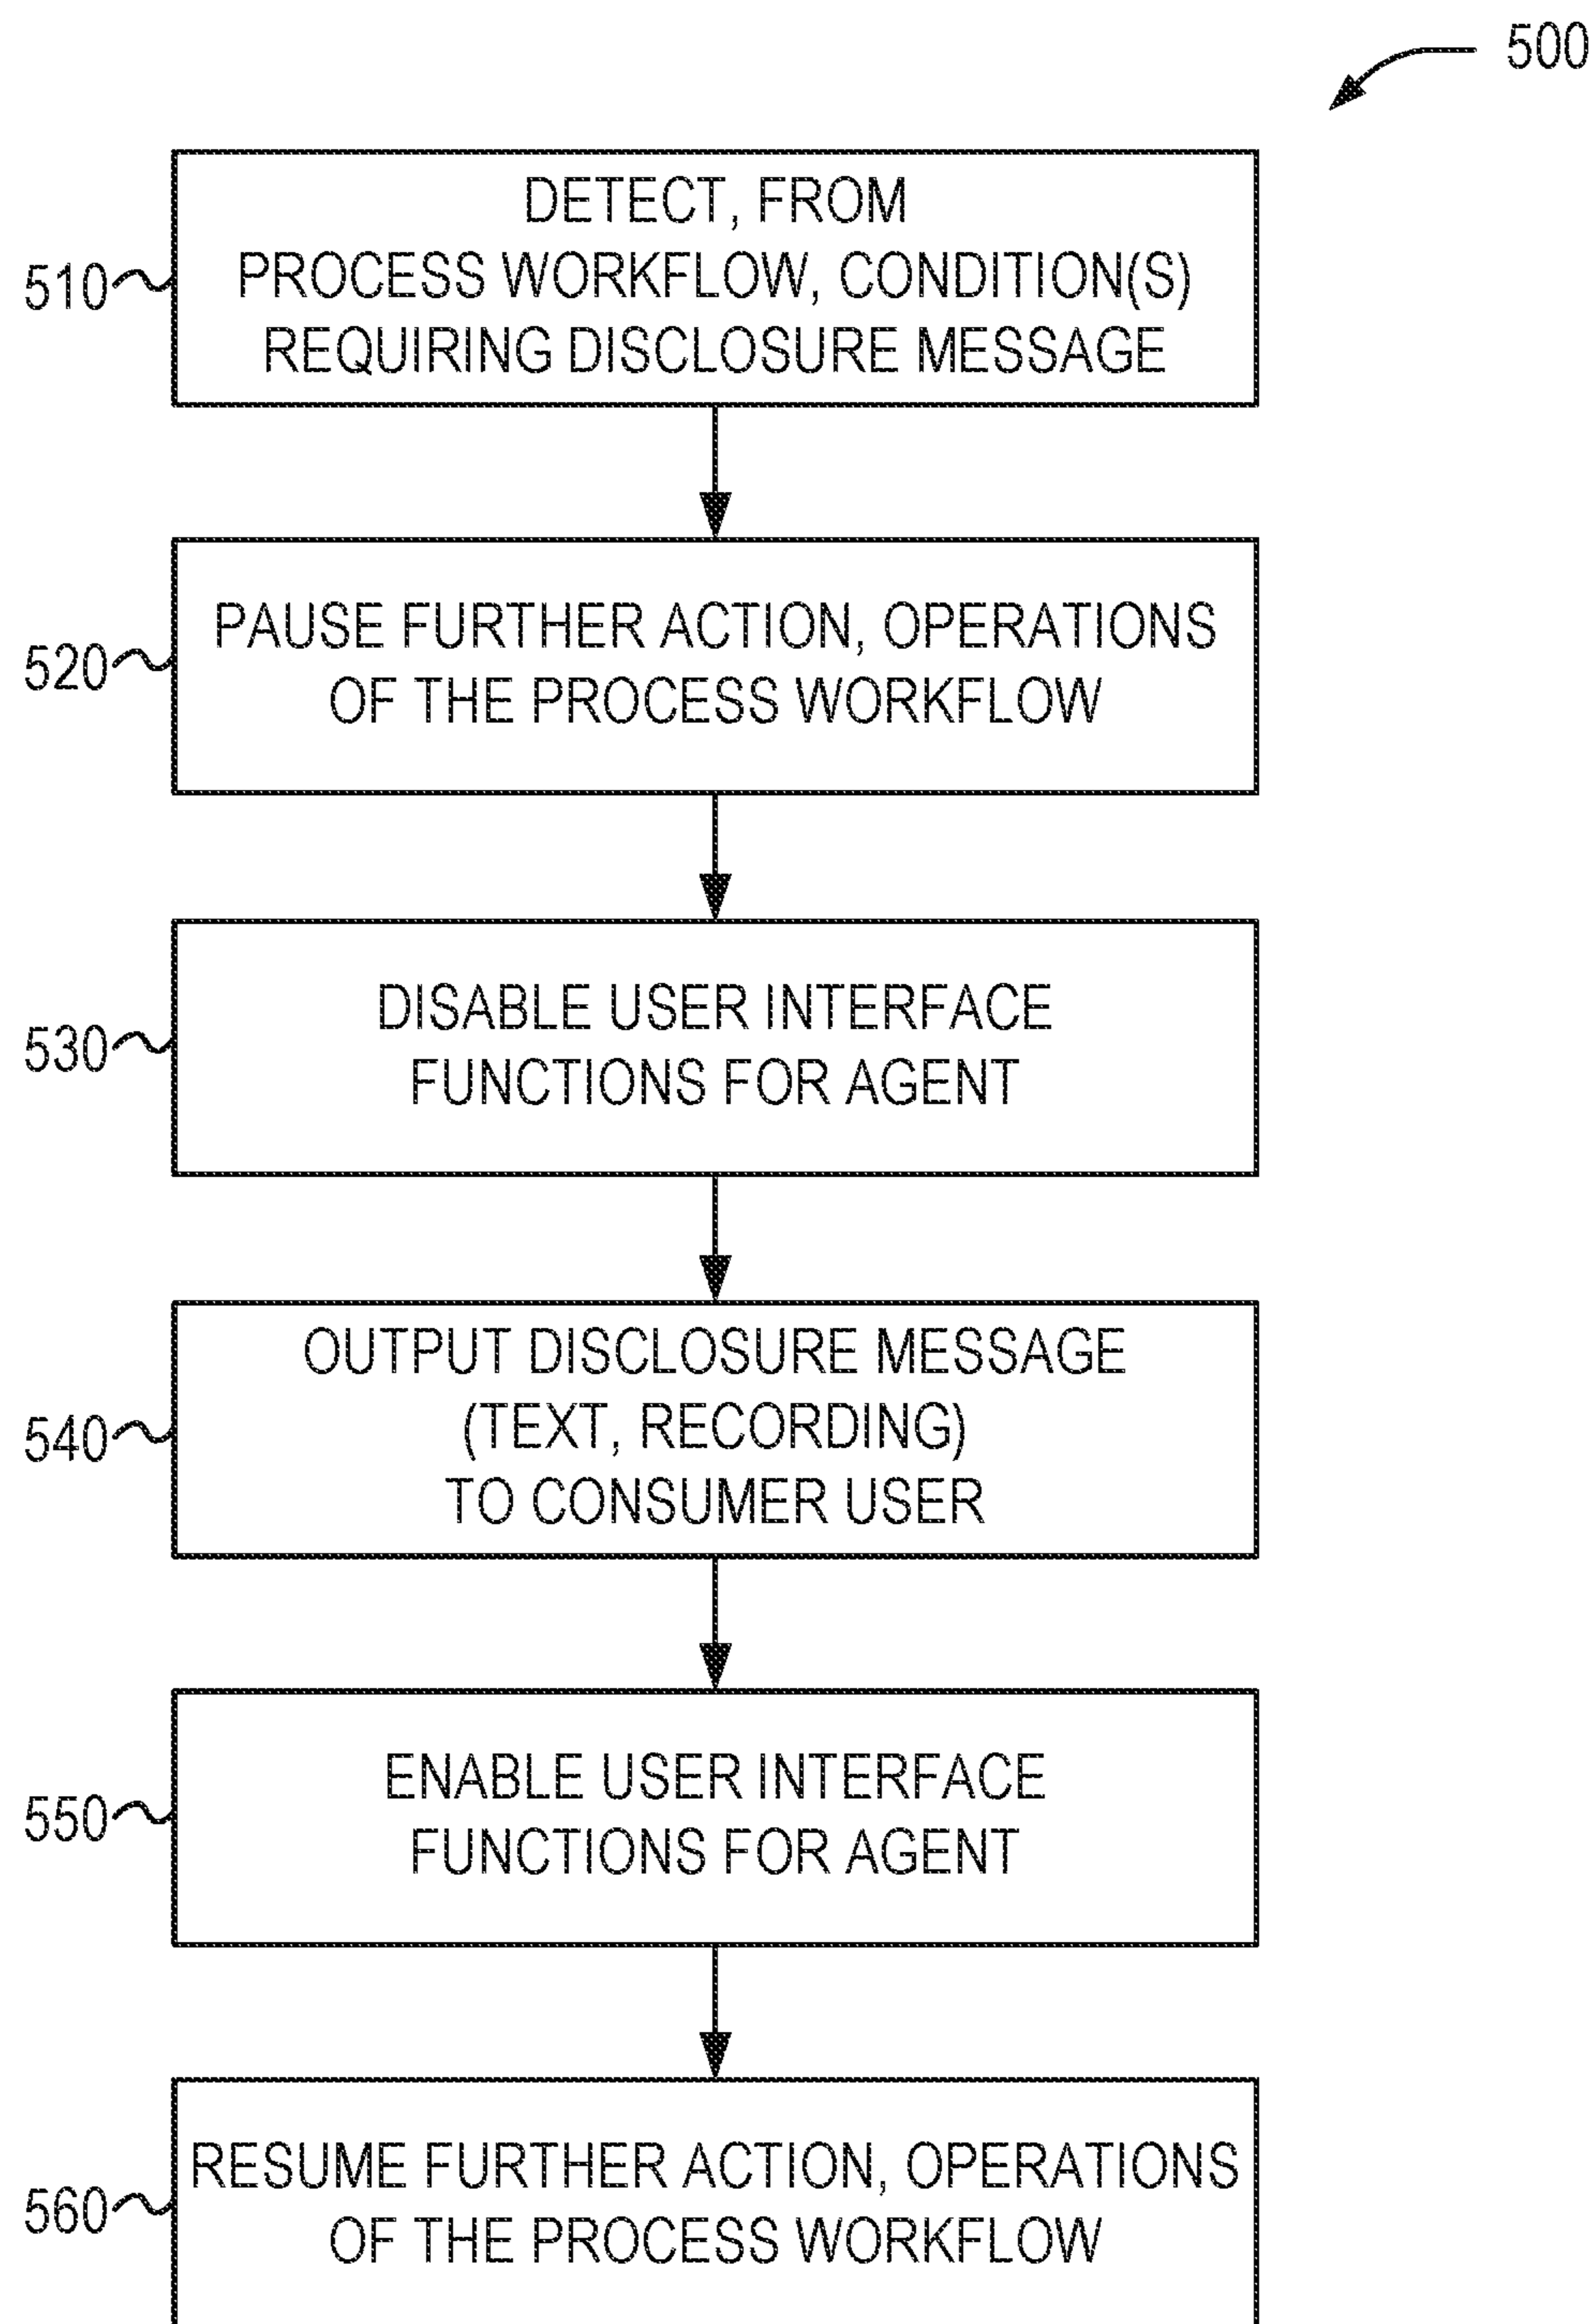 500
DETECT, FROM
510
PROCESS WORKFLOW, CONDITION(S)
REQUIRING DISCLOSURE MESSAGE
PAUSE FURTHER ACTION, OPERATIONS
520
OF THE PROCESS WORKFLOW
DISABLE USER INTERFACE
530
FUNCTIONS FOR AGENT
OUTPUT DISCLOSURE MESSAGE
540
(TEXT, RECORDING)
TO CONSUMER USER
ENABLE USER INTERFACE
550
FUNCTIONS FOR AGENT
RESUME FURTHER ACTION, OPERATIONS
560
OF THE PROCESS WORKFLOW